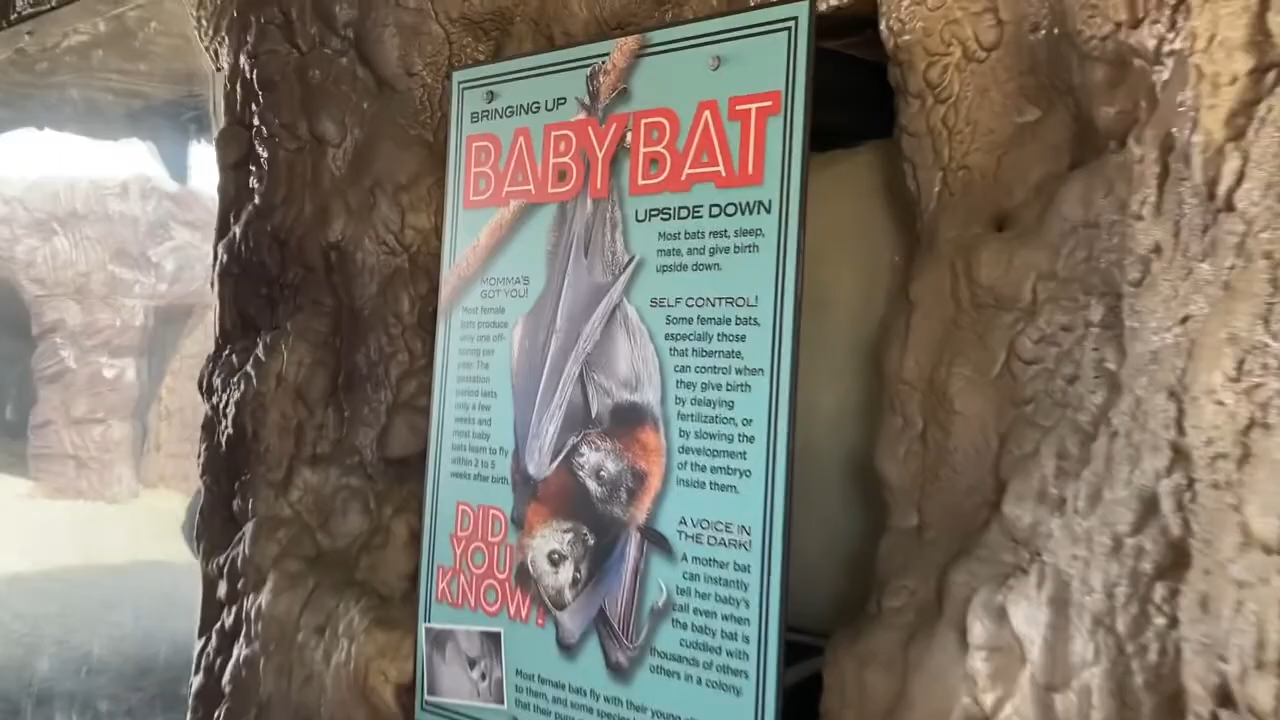 BRINGING UP
BABY BAT
UPSIDE DOWN
Most bats rest, sleep,
mate, and give birth
upside down.
MOMMA'S
GOT YOU!
Most female
bats produce
only one off-
spring per
year. The
gestation
period lasts
only a few
weeks and
most baby
bats learn to fly
within 2 to 5
weeks after birth.
SELF CONTROL!
Some female bats,
especially those
that hibernate,
can control when
they give birth
by delaying
fertilization, or
by slowing the
development
of the embryo
inside them.
DID
YOU
KNOW?
A VOICE IN
THE DARK!
A mother bat
can instantly
tell her baby's
call even when
the baby bat is
cuddled with
thousands of others
others in a colony.
Most female bats fly with their young
to them, and some species
that their pups